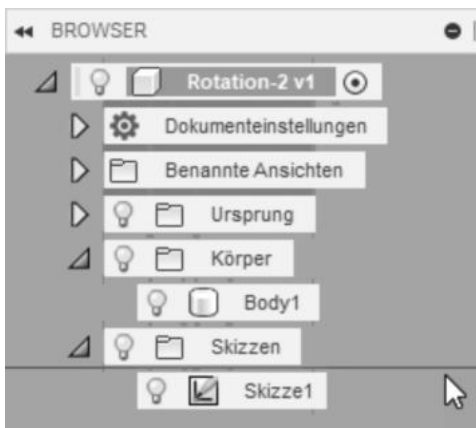 BROWSER
Rotation-2 v1
Dokumenteinstellungen
Benannte Ansichten
Ursprung
Körper
Body1
Skizzen
Skizze1